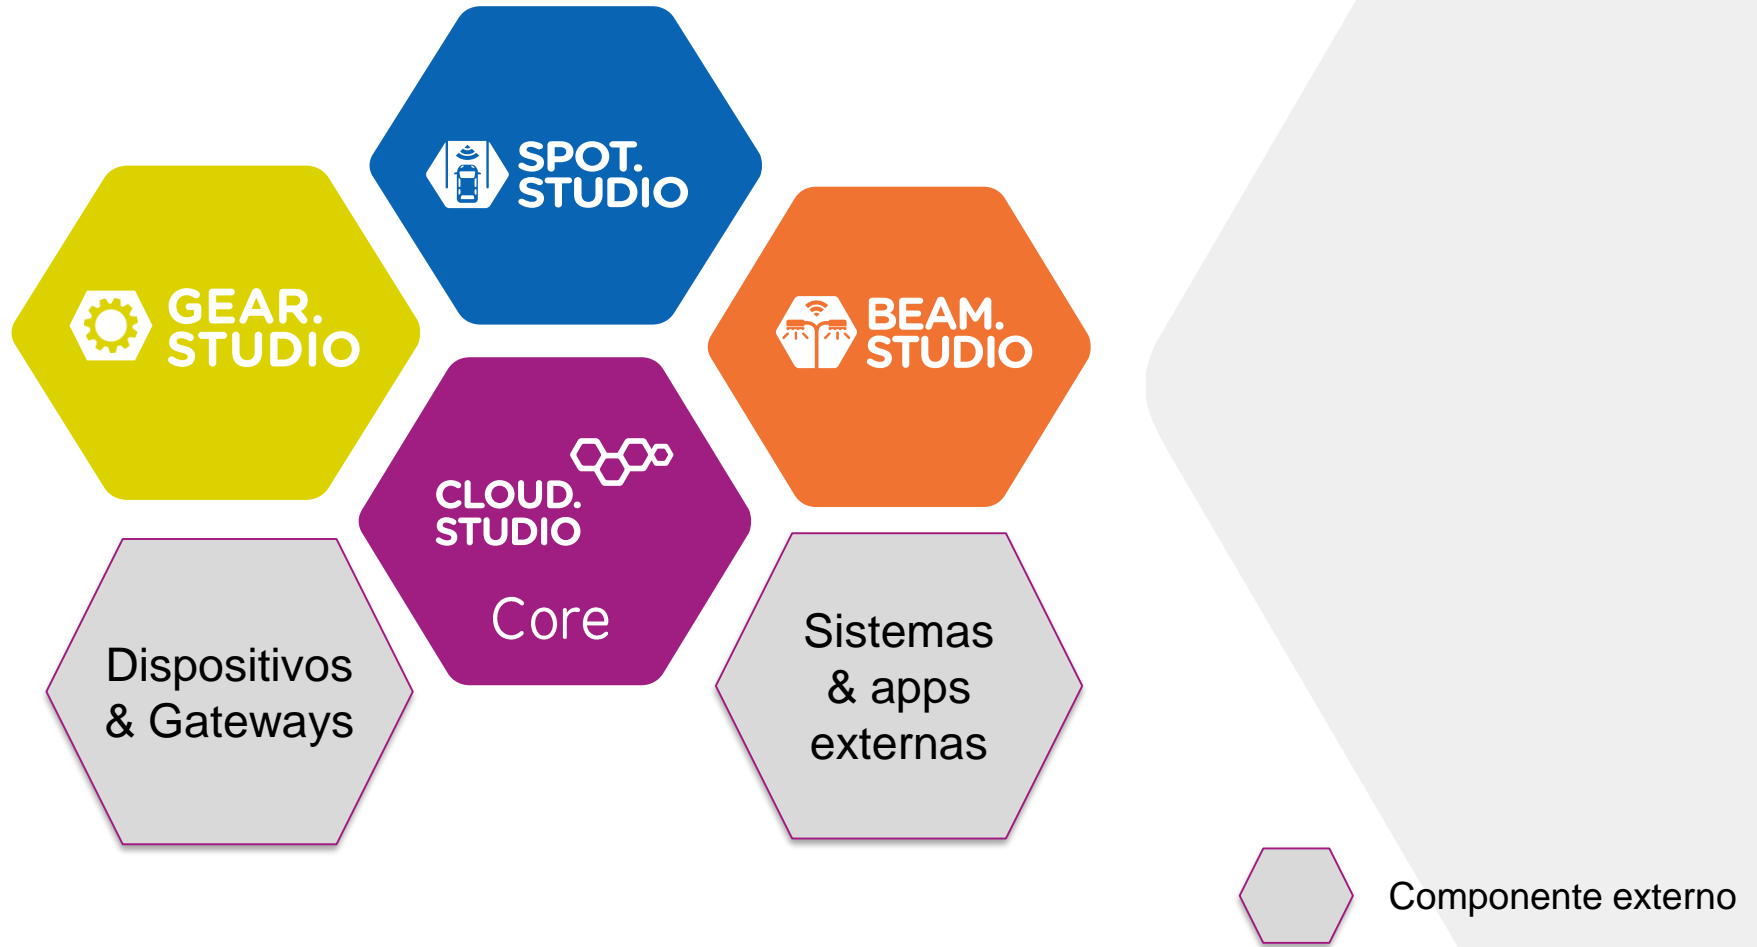 SPOT.
STUDIO
GEAR.
STUDIO
BEAM.
STUDIO
CLOUD.
STUDIO
Core
Dispositivos
& Gateways
Sistemas
& apps
externas
Componente externo